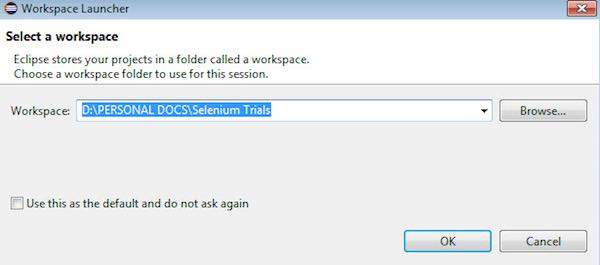 Workspace Launcher
Select a workspace
Eclipse stores your projects in a folder called a workspace.
Choose a workspace folder to use for this session.
Workspace: D:\PERSONAL DOCS\Selenium Trials Browse...
Use this as the default and do not ask again
OK Cancel